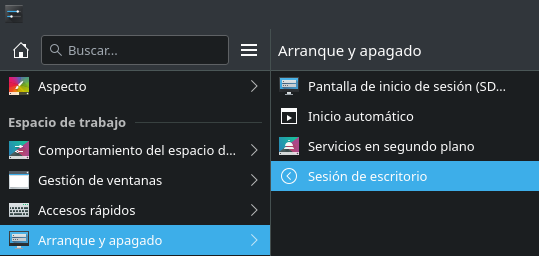 Buscar...
Aspecto
Espacio de trabajo
Comportamiento del espacio d...
Gestión de ventanas
Accesos rápidos
Arranque y apagado
Arranque y apagado
Pantalla de inicio de sesión (SD...
Inicio automático
Servicios en segundo plano
Sesión de escritorio